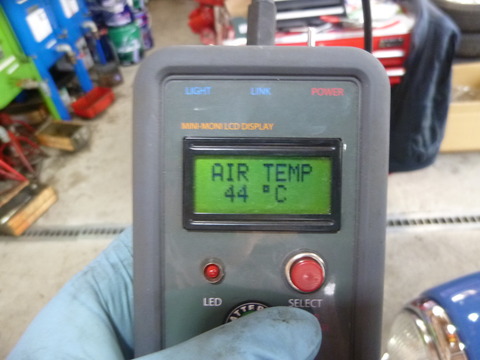 LIGHT LINK POWER
MINI-MONI LCD DISPLAY
AIR TEMP
44 °C
LED SELECT